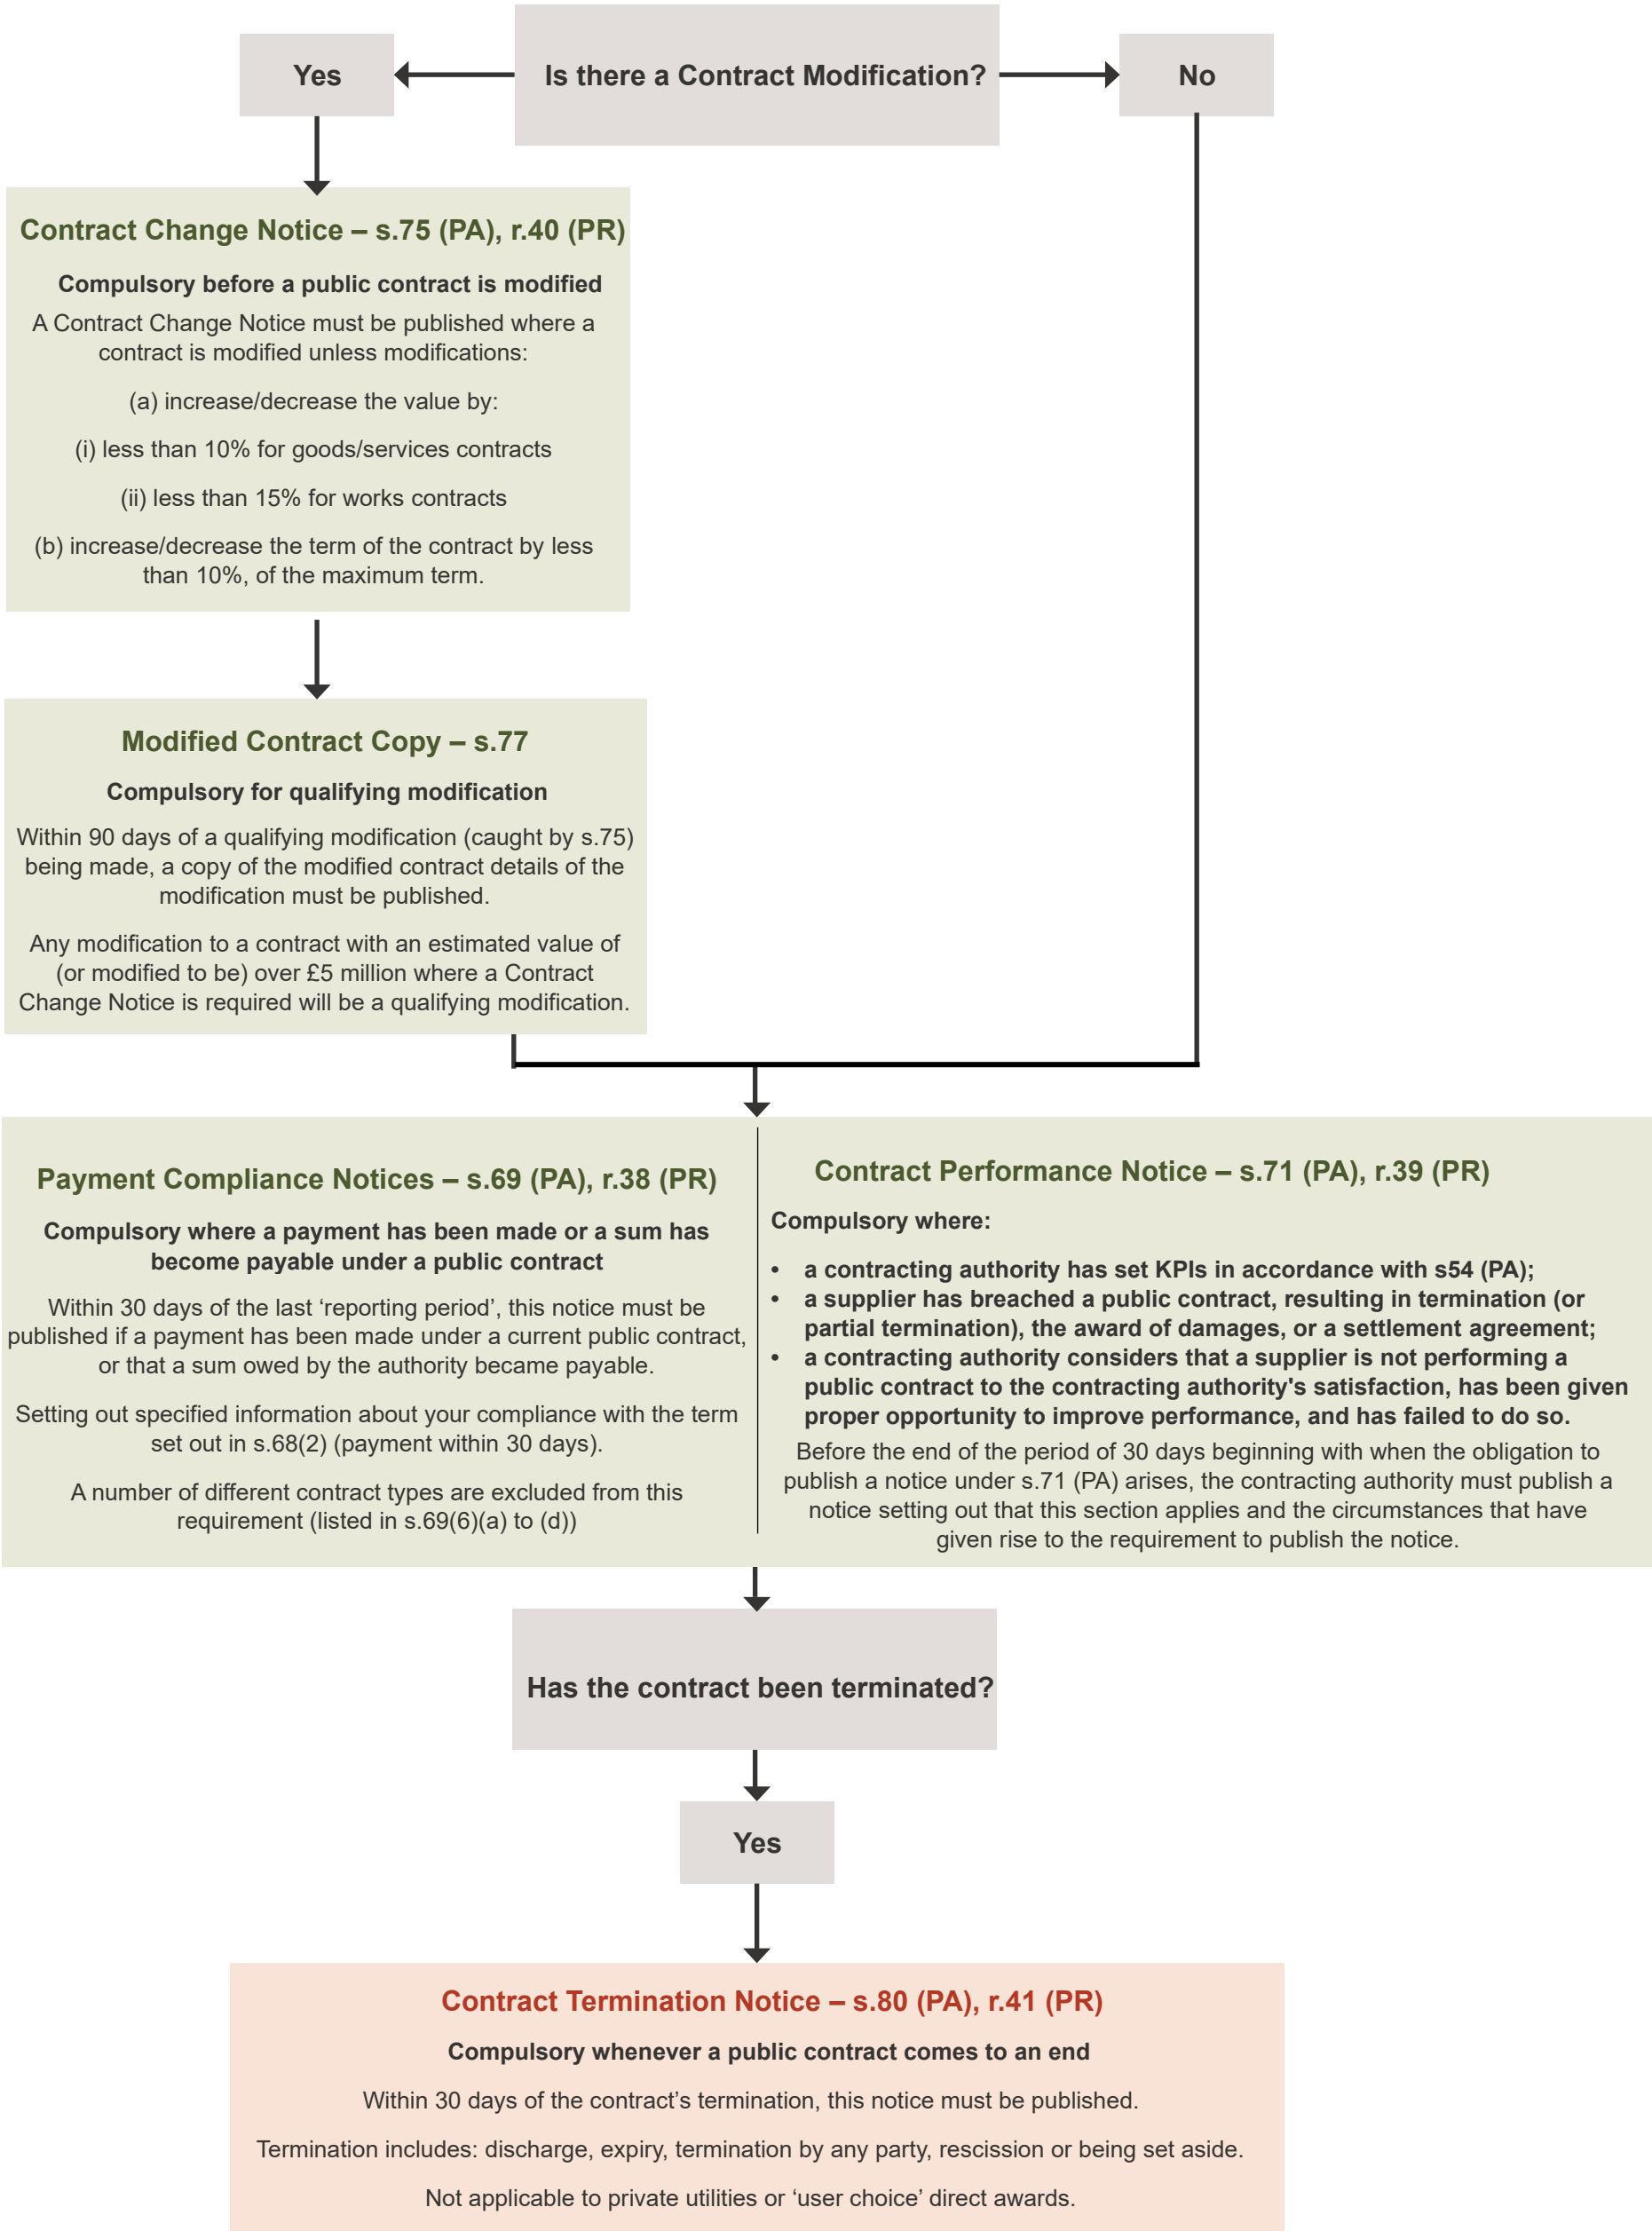 Is there a Contract Modification?
Yes
No
Contract Change Notice – s.75 (PA), r.40 (PR)
Compulsory before a public contract is modified
A Contract Change Notice must be published where a
contract is modified unless modifications:
(a) increase/decrease the value by:
(i) less than 10% for goods/services contracts
(ii) less than 15% for works contracts
(b) increase/decrease the term of the contract by less
than 10%, of the maximum term.
Modified Contract Copy – s.77
Compulsory for qualifying modification
Within 90 days of a qualifying modification (caught by s.75)
being made, a copy of the modified contract details of the
modification must be published.
Any modification to a contract with an estimated value of
(or modified to be) over £5 million where a Contract
Change Notice is required will be a qualifying modification.
Payment Compliance Notices – s.69 (PA), r.38 (PR)
Compulsory where a payment has been made or a sum has
become payable under a public contract
Within 30 days of the last ‘reporting period’, this notice must be
published if a payment has been made under a current public contract,
or that a sum owed by the authority became payable.
Setting out specified information about your compliance with the term
set out in s.68(2) (payment within 30 days).
A number of different contract types are excluded from this
requirement (listed in s.69(6)(a) to (d))
Contract Performance Notice – s.71 (PA), r.39 (PR)
Compulsory where:
• a contracting authority has set KPIs in accordance with s54 (PA);
• a supplier has breached a public contract, resulting in termination (or
partial termination), the award of damages, or a settlement agreement;
• a contracting authority considers that a supplier is not performing a
public contract to the contracting authority's satisfaction, has been given
proper opportunity to improve performance, and has failed to do so.
Before the end of the period of 30 days beginning with when the obligation to
publish a notice under s.71 (PA) arises, the contracting authority must publish a
notice setting out that this section applies and the circumstances that have
given rise to the requirement to publish the notice.
Has the contract been terminated?
Yes
Contract Termination Notice – s.80 (PA), r.41 (PR)
Compulsory whenever a public contract comes to an end
Within 30 days of the contract’s termination, this notice must be published.
Termination includes: discharge, expiry, termination by any party, rescission or being set aside.
Not applicable to private utilities or ‘user choice’ direct awards.